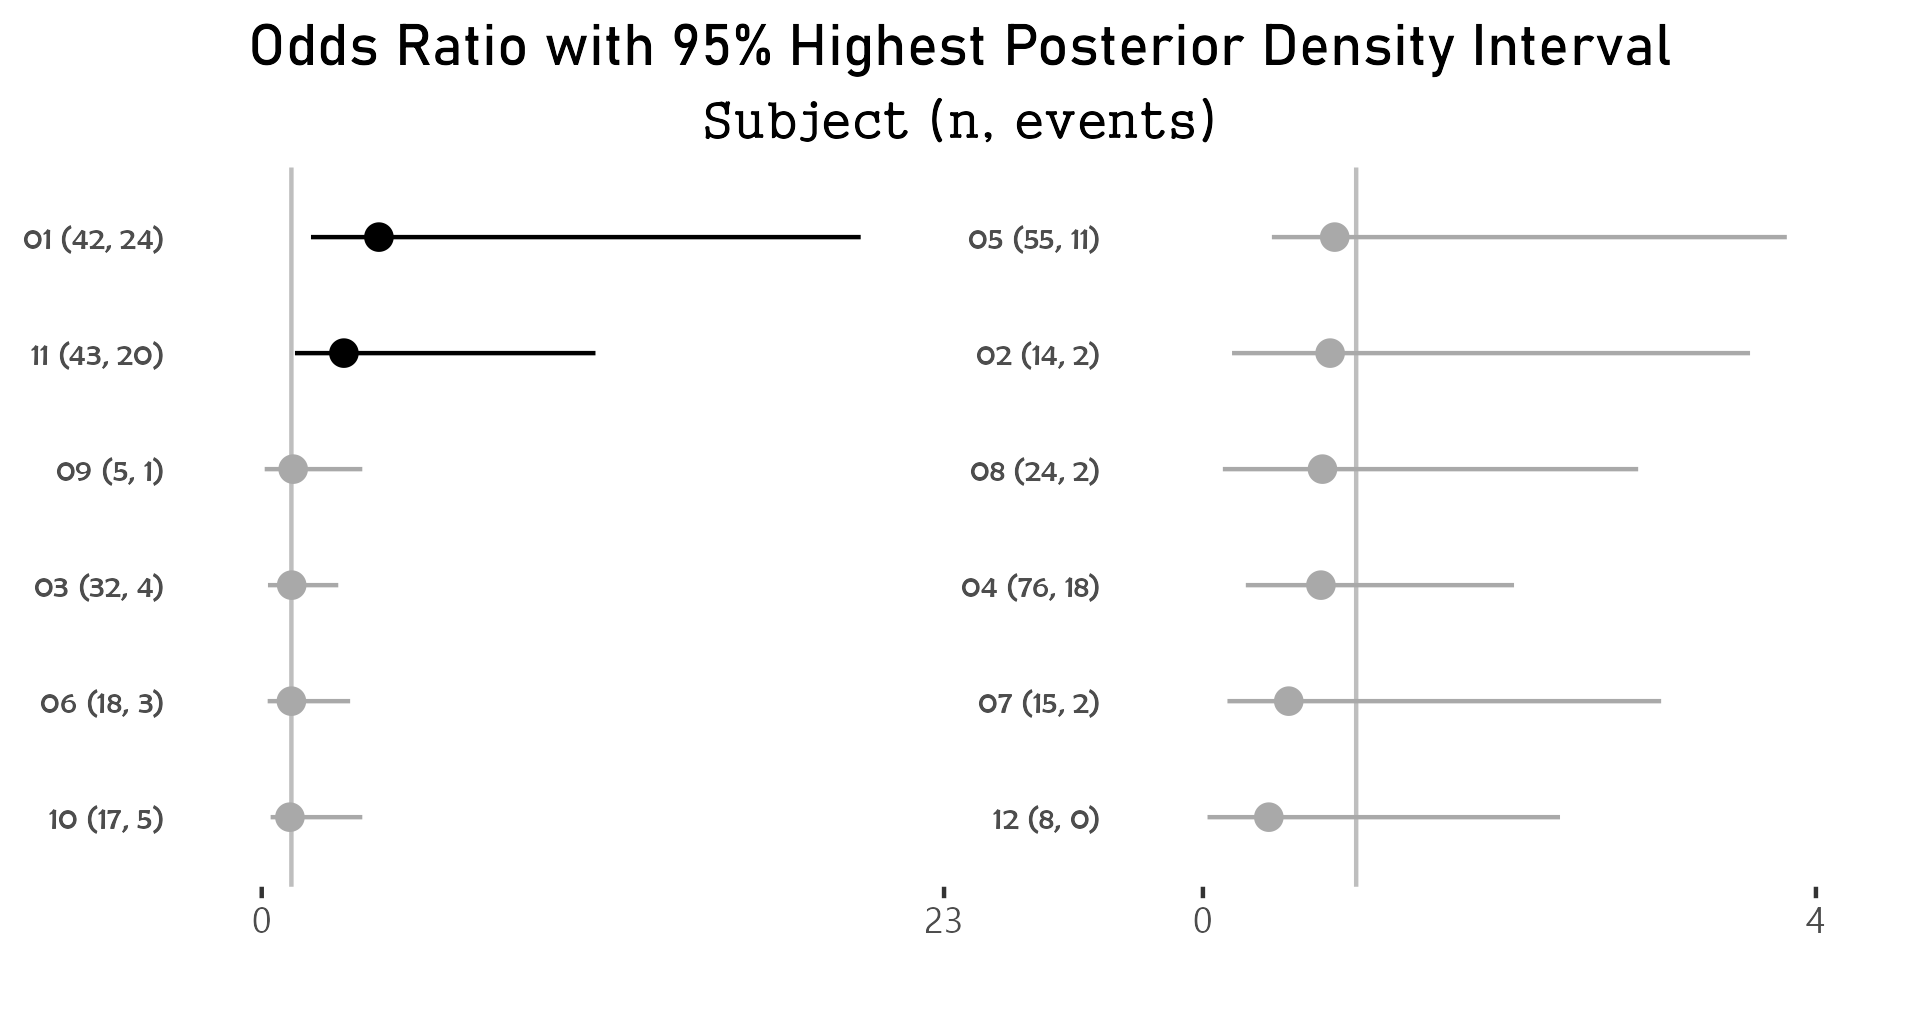 Odds Ratio with 95% Highest Posterior Density Interval
Subject (n, events)
01 (42, 24)
11 (43, 20)
09 (5, 1)
03 (32, 4)
06 (18, 3)
10 (17, 5)
0
23
05 (55, 11)
02 (14, 2)
08 (24, 2)
04 (76, 18)
07 (15, 2)
12 (8, 0)
0
4